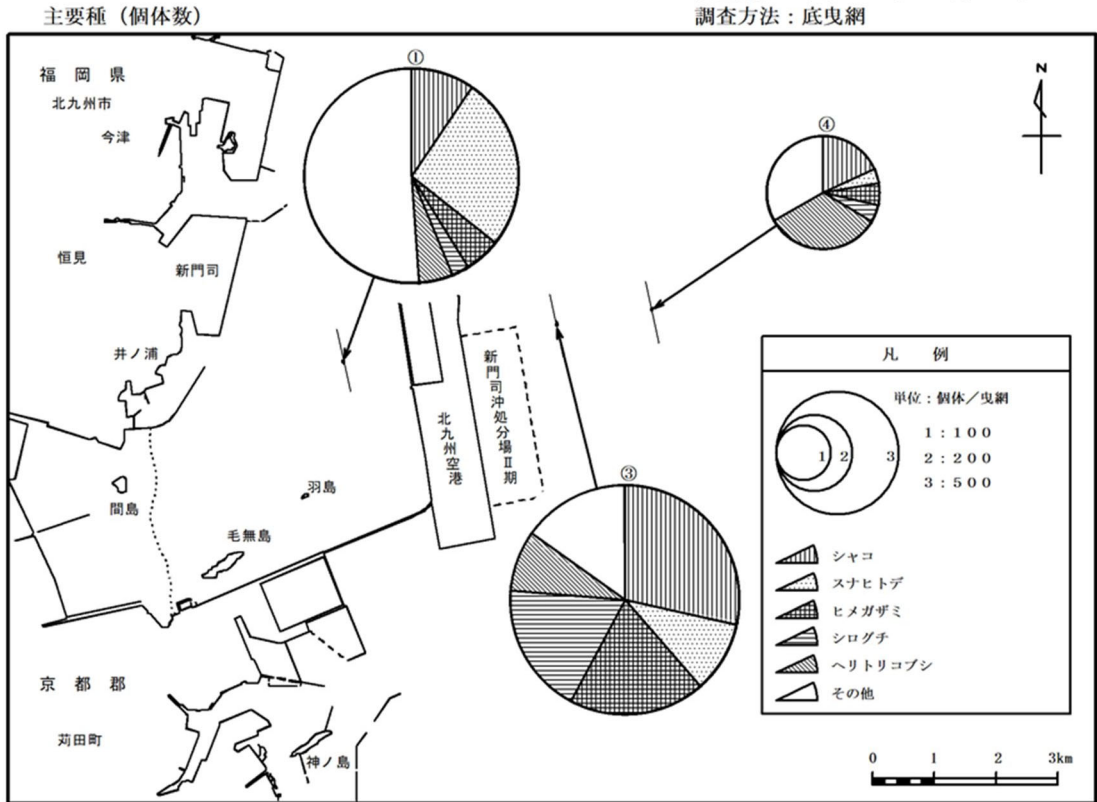 主要種（個体数）
調査方法：底曳網
福岡県
北九州市
今津
恒見
新門司
井ノ浦
間島
羽島
毛無島
京都郡
苅田町
神ノ島
北九州空港
新門司沖処分場Ⅱ期
①
④
③
N
凡例
単位：個体／曳網
1：100
2：200
3：500
1 2 3
シャコ
スナヒトデ
ヒメガザミ
シログチ
ヘリトリコブシ
その他
0 1 2 3km